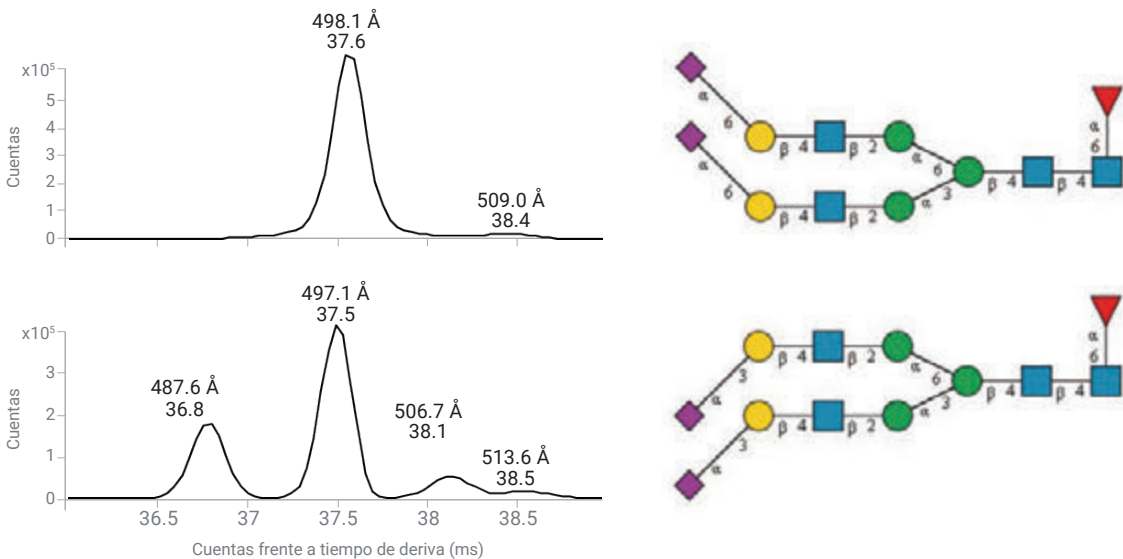 498.1 Å
37.6
x10⁵
5
4
3
2
1
0
Cuentas
509.0 Å
38.4
α
6
β 4 β 2 α 6
α
6
β 4 β 2 α 3
β 4 β 4
α
6
497.1 Å
37.5
x10⁵
3
2
1
0
Cuentas
487.6 Å
36.8
506.7 Å
38.1
513.6 Å
38.5
36.5 37 37.5 38 38.5
Cuentas frente a tiempo de deriva (ms)
3
α
β 4 β 2 α 6
3
α
β 4 β 2 α 3
β 4 β 4
α
6